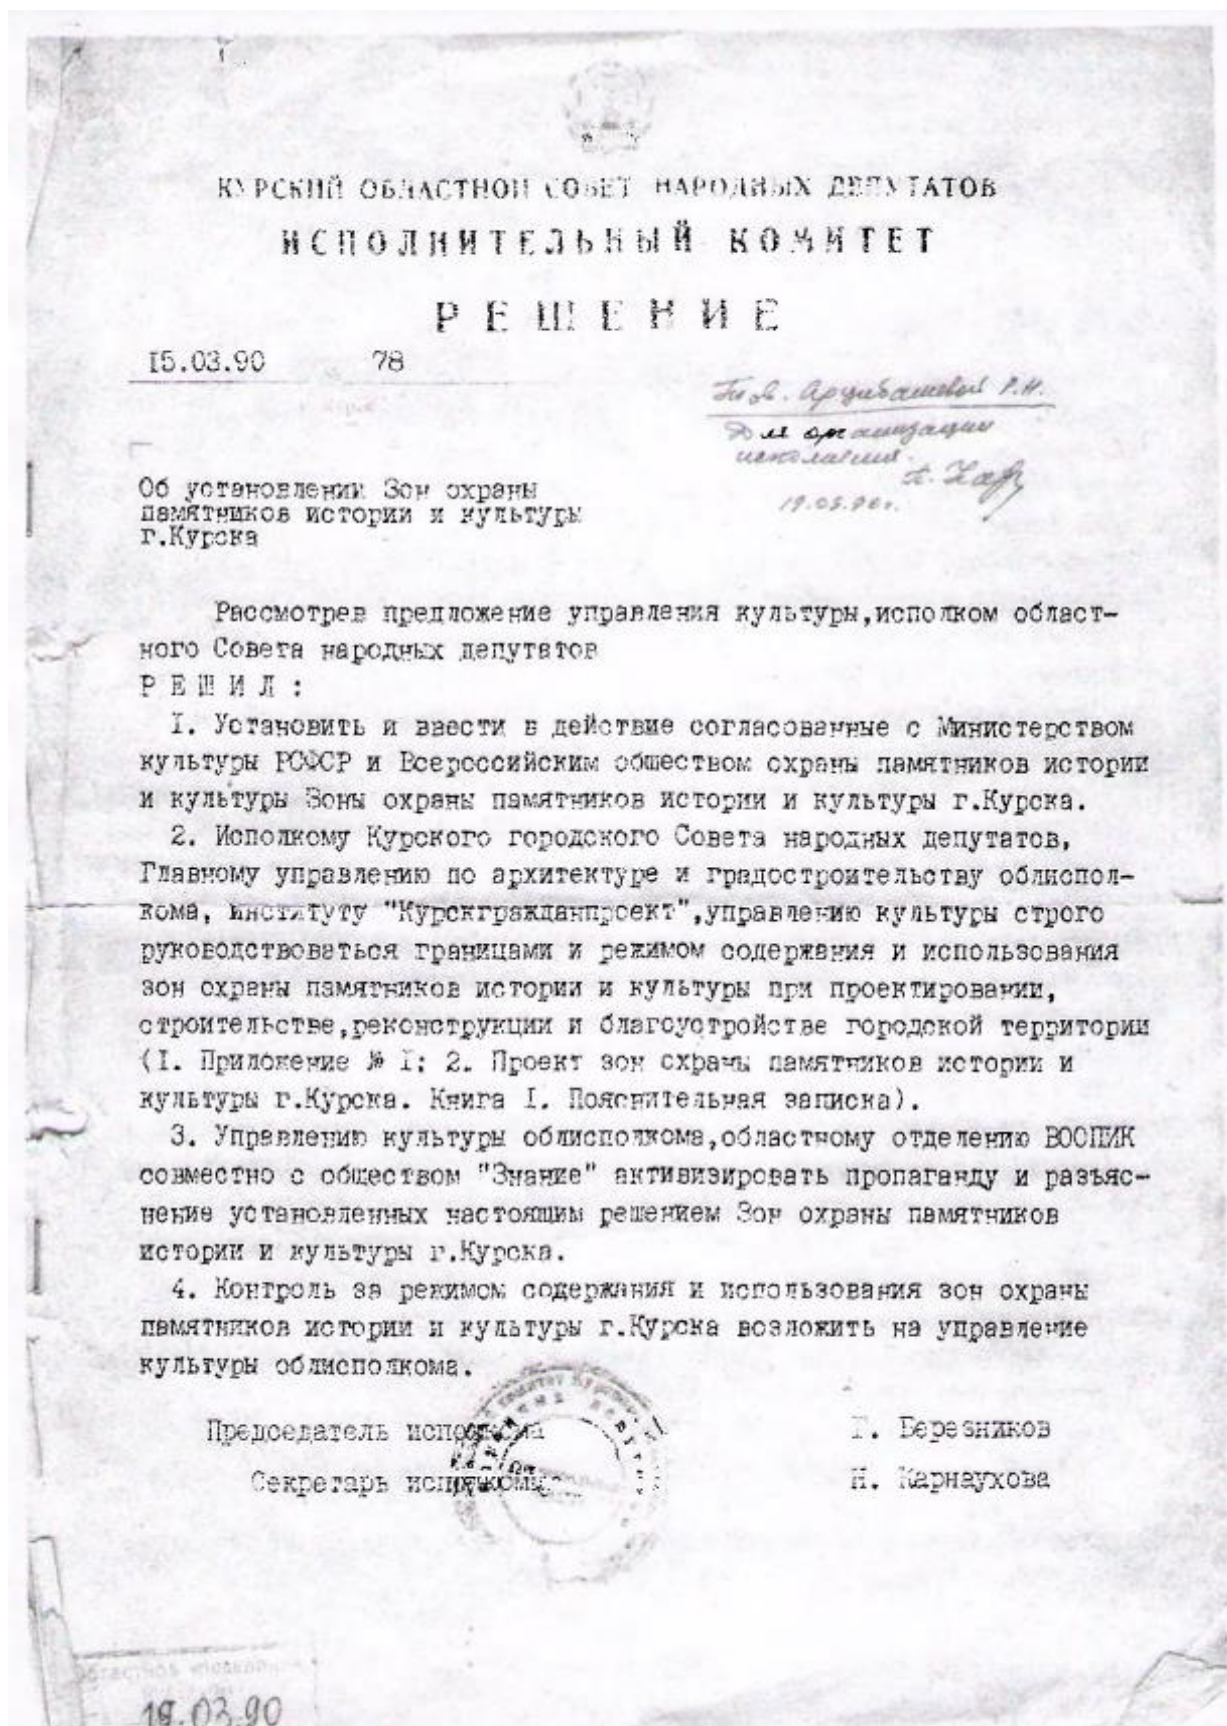 КУРСКИЙ ОБЛАСТНОЙ СОВЕТ НАРОДНЫХ ДЕПУТАТОВ
ИСПОЛНИТЕЛЬНЫЙ КОМИТЕТ
РЕШЕНИЕ
I5.03.90 78
Тов. Арцибашевой Р.Н.
Для организации
исполнения.
19.03.90г.
Об установлении Зон охраны
памятников истории и культуры
г.Курска
Рассмотрев предложение управления культуры,исполком област-
ного Совета народных депутатов
Р Е Ш И Л :
I. Установить и ввести в действие согласованные с Министерством
культуры РСФСР и Всероссийским обществом охраны памятников истории
и культуры Зоны охраны памятников истории и культуры г.Курска.
2. Исполкому Курского городского Совета народных депутатов,
Главному управлению по архитектуре и градостроительству облиспол-
кома, институту "Курскгражданпроект",управлению культуры строго
руководствоваться границами и режимом содержания и использования
зон охраны памятников истории и культуры при проектировании,
строительстве,реконструкции и благоустройстве городской территории
(I. Приложение № I; 2. Проект зон охраны памятников истории и
культуры г.Курска. Книга I. Пояснительная записка).
3. Управлению культуры облисполкома,областному отделению ВООПИК
совместно с обществом "Знание" активизировать пропаганду и разъяс-
нение установленных настоящим решением Зон охраны памятников
истории и культуры г.Курска.
4. Контроль за режимом содержания и использования зон охраны
памятников истории и культуры г.Курска возложить на управление
культуры облисполкома.
Председатель исполкома Г. Березников
Секретарь исполкома Н. Карнаухова
19.03.90